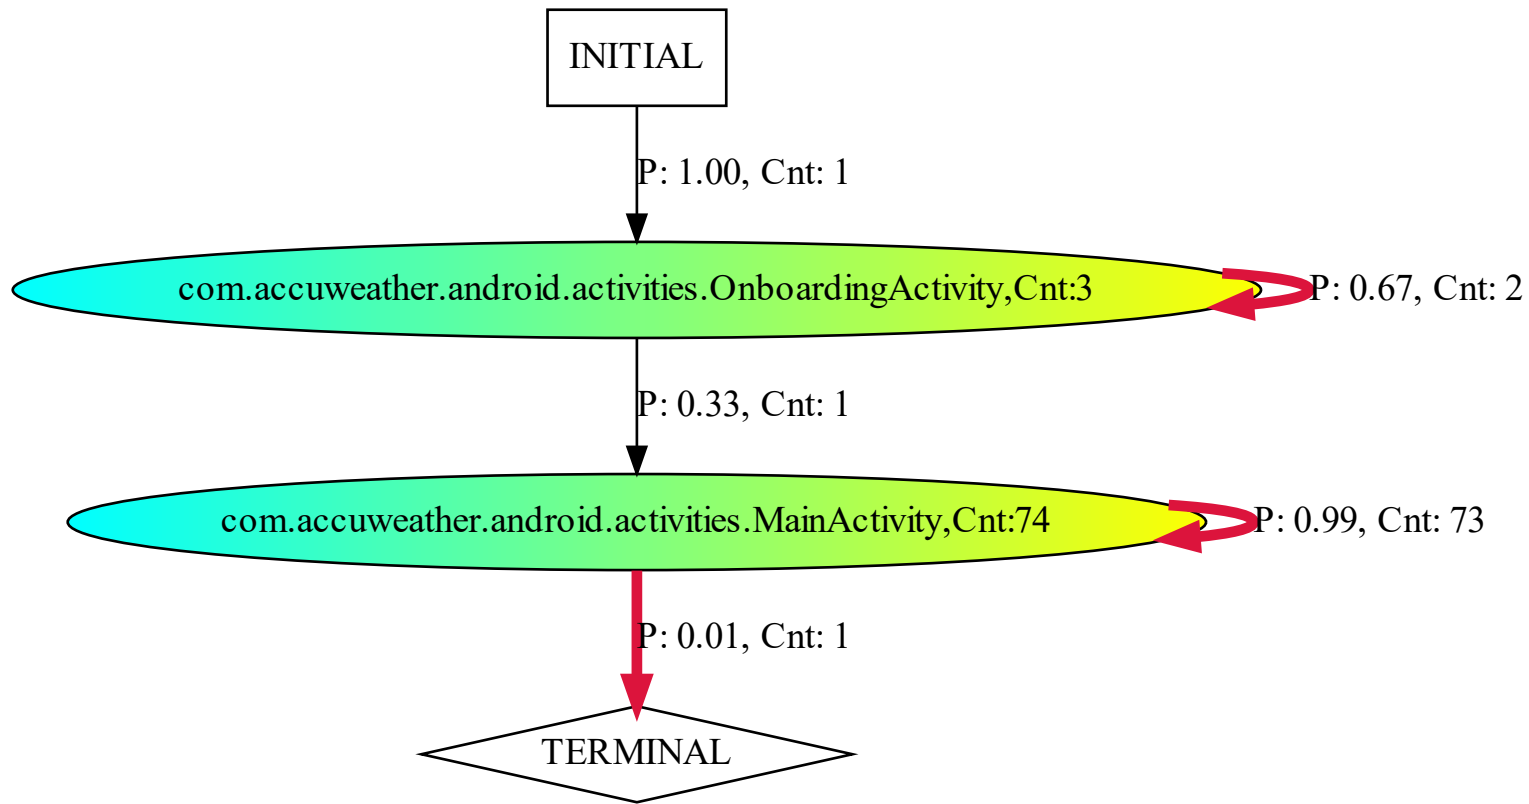 INITIAL
P: 1.00, Cnt: 1
com.accuweather.android.activities.OnboardingActivity,Cnt:3
P: 0.67, Cnt: 2
P: 0.33, Cnt: 1
com.accuweather.android.activities.MainActivity,Cnt:74
P: 0.99, Cnt: 73
P: 0.01, Cnt: 1
TERMINAL